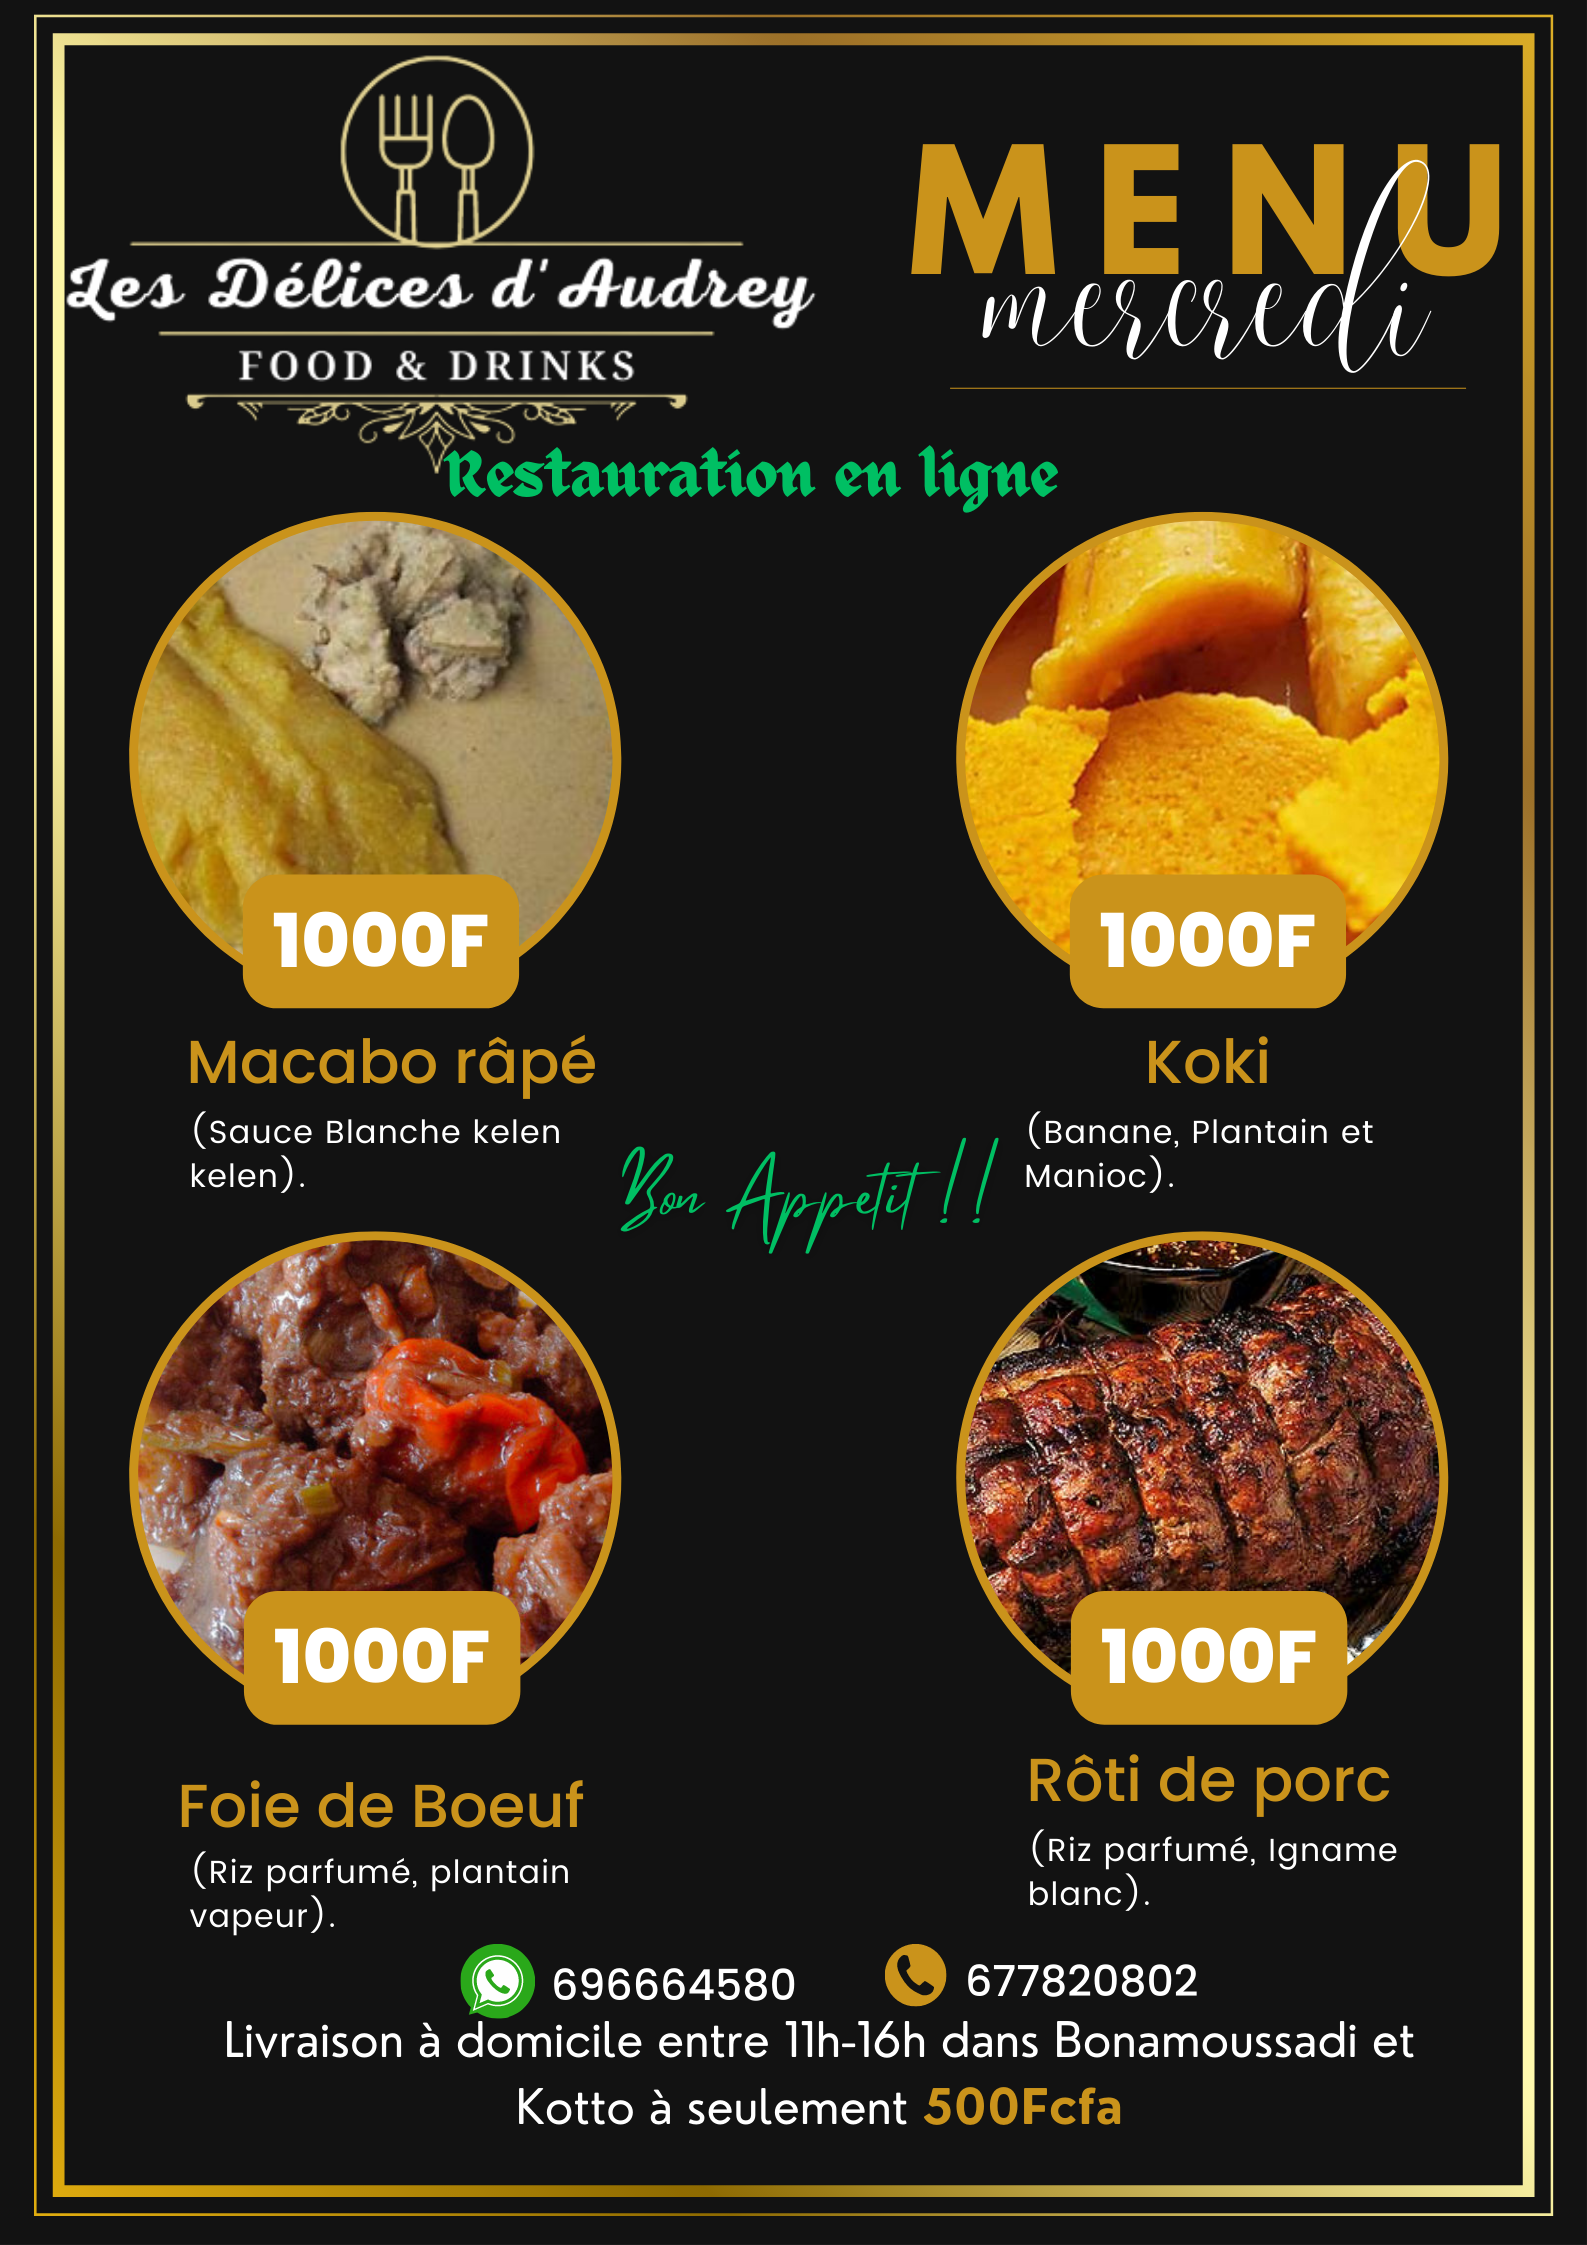 Les Délices d'Audrey
FOOD & DRINKS
MENU
mercredi
Restauration en ligne
1000F
Macabo râpé
(Sauce Blanche kelen
kelen).
1000F
Koki
(Banane, Plantain et
Manioc).
Bon Appetit !!
1000F
Foie de Boeuf
(Riz parfumé, plantain
vapeur).
1000F
Rôti de porc
(Riz parfumé, Igname
blanc).
696664580
677820802
Livraison à domicile entre 11h-16h dans Bonamoussadi et
Kotto à seulement 500Fcfa